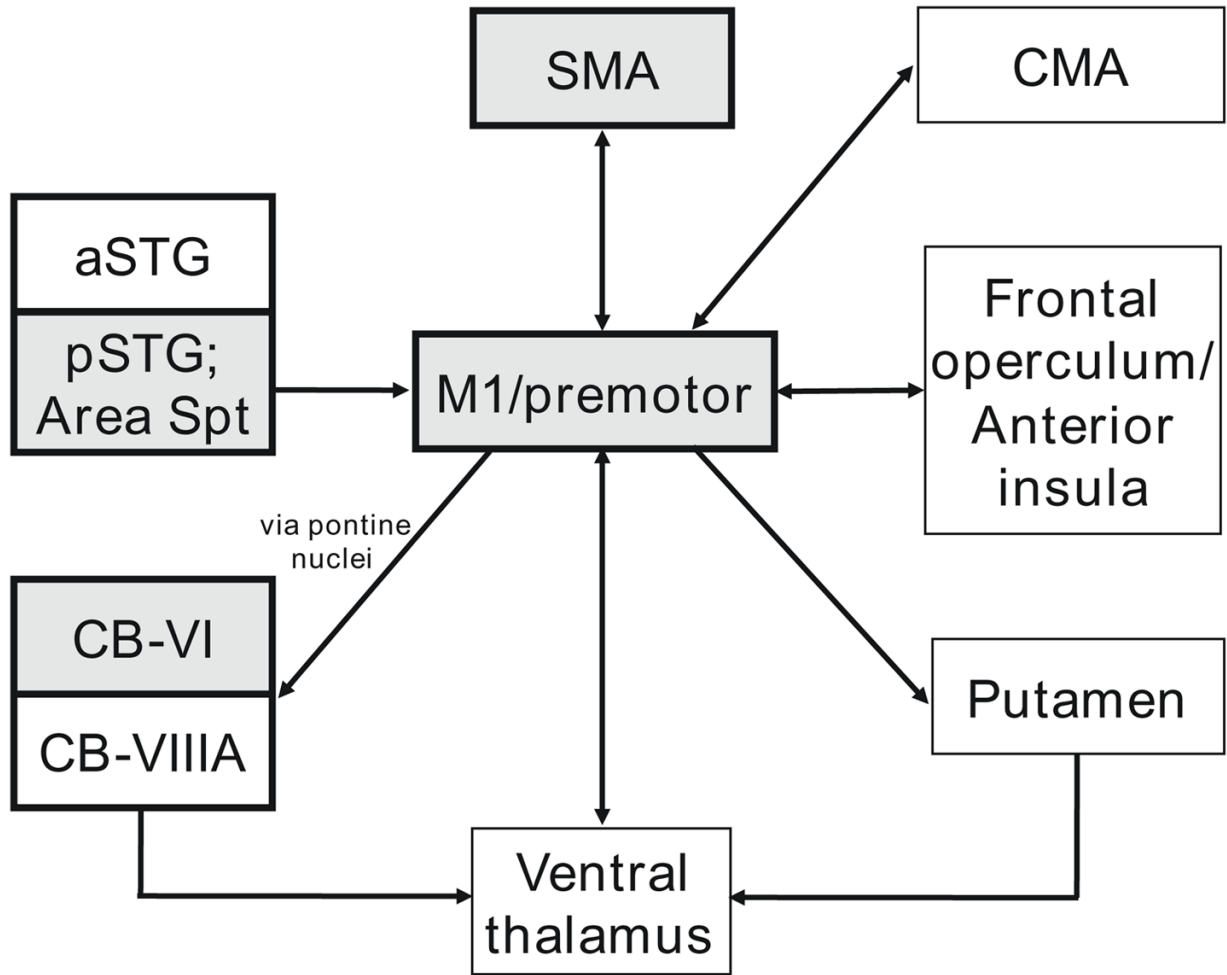 SMA
CMA
aSTG
pSTG;
Area Spt
M1/premotor
Frontal
operculum/
Anterior
insula
via pontine
nuclei
CB-VI
CB-VIIIA
Putamen
Ventral
thalamus